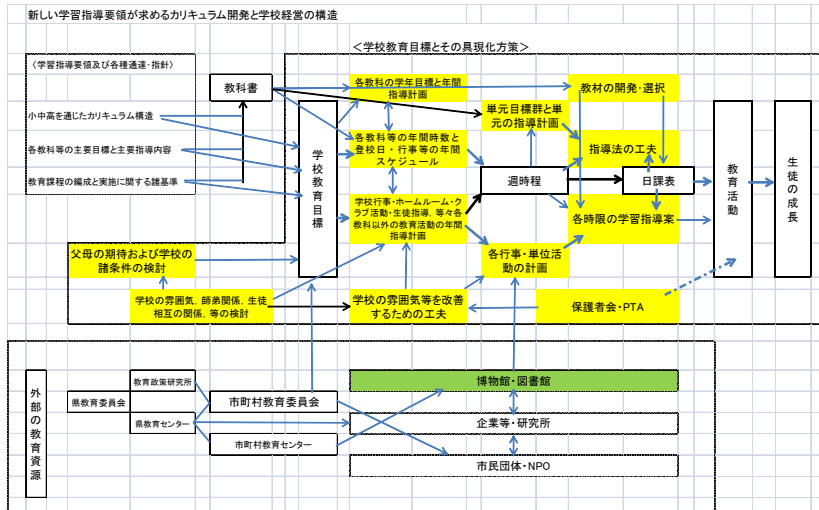 新しい学習指導要領が求めるカリキュラム開発と学校経営の構造
＜学校教育目標とその具現化方策＞
〈学習指導要領及び各種通達・指針〉
教科書
各教科の学年目標と年間
指導計画
教材の開発・選択
単元目標群と単
元の指導計画
小中高を通じたカリキュラム構造
各教科等の主要目標と主要指導内容
教育課程の編成と実施に関する諸基準
学校教育目標
各教科等の年間時数と
登校日・行事等の年間
スケジュール
指導法の工夫
週時程
日課表
教育活動
生徒の成長
学校行事・ホームルーム・ク
ラブ活動・生徒指導，等々各
教科以外の教育活動の年間
指導計画
各時限の学習指導案
父母の期待および学校の
諸条件の検討
各行事・単位活
動の計画
学校の雰囲気，師弟関係，生徒
相互の関係，等の検討
学校の雰囲気等を改善
するための工夫
保護者会・PTA
外部の教育資源
教育政策研究所
県教育委員会
県教育センター
市町村教育委員会
市町村教育センター
博物館・図書館
企業等・研究所
市民団体・NPO